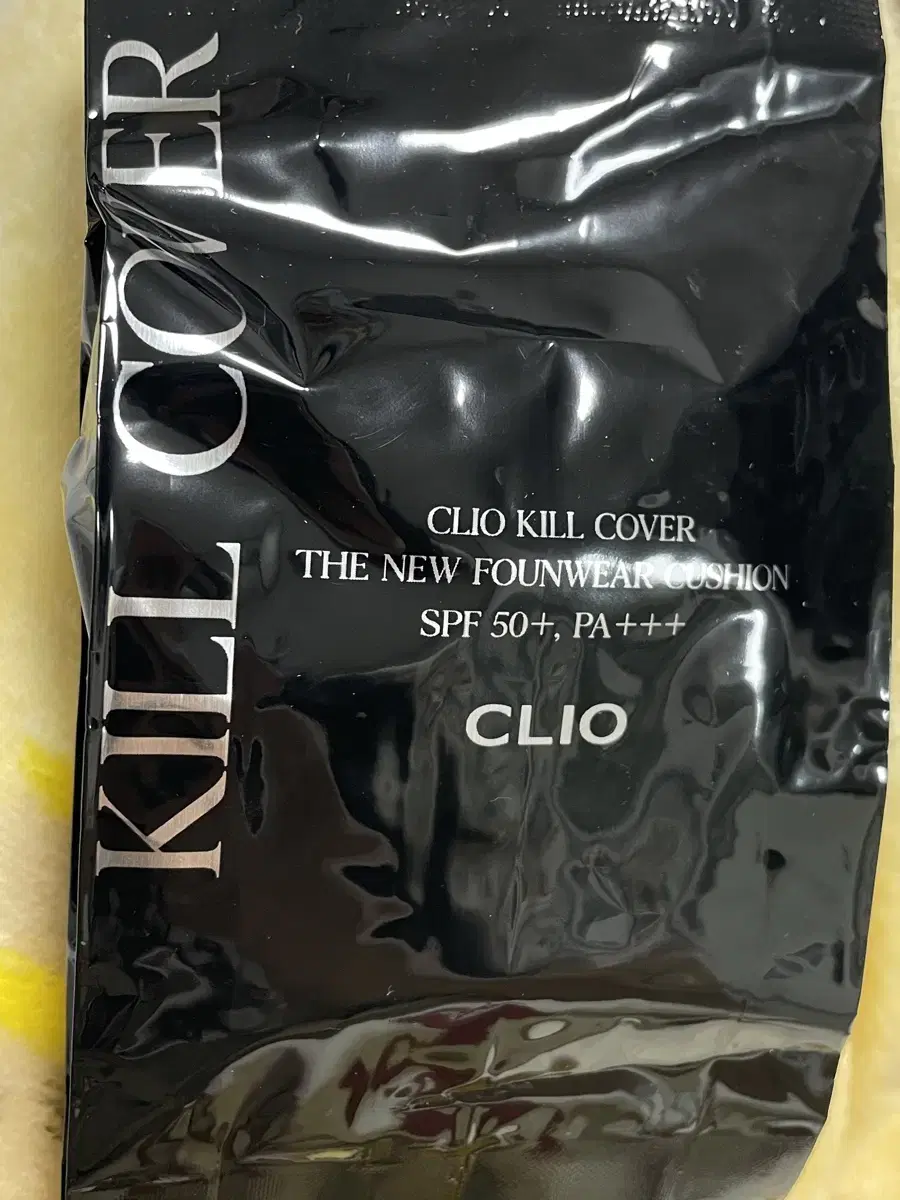 KILL COVER
CLIO KILL COVER
THE NEW FOUNWEAR CUSHION
SPF 50+, PA+++
CLIO